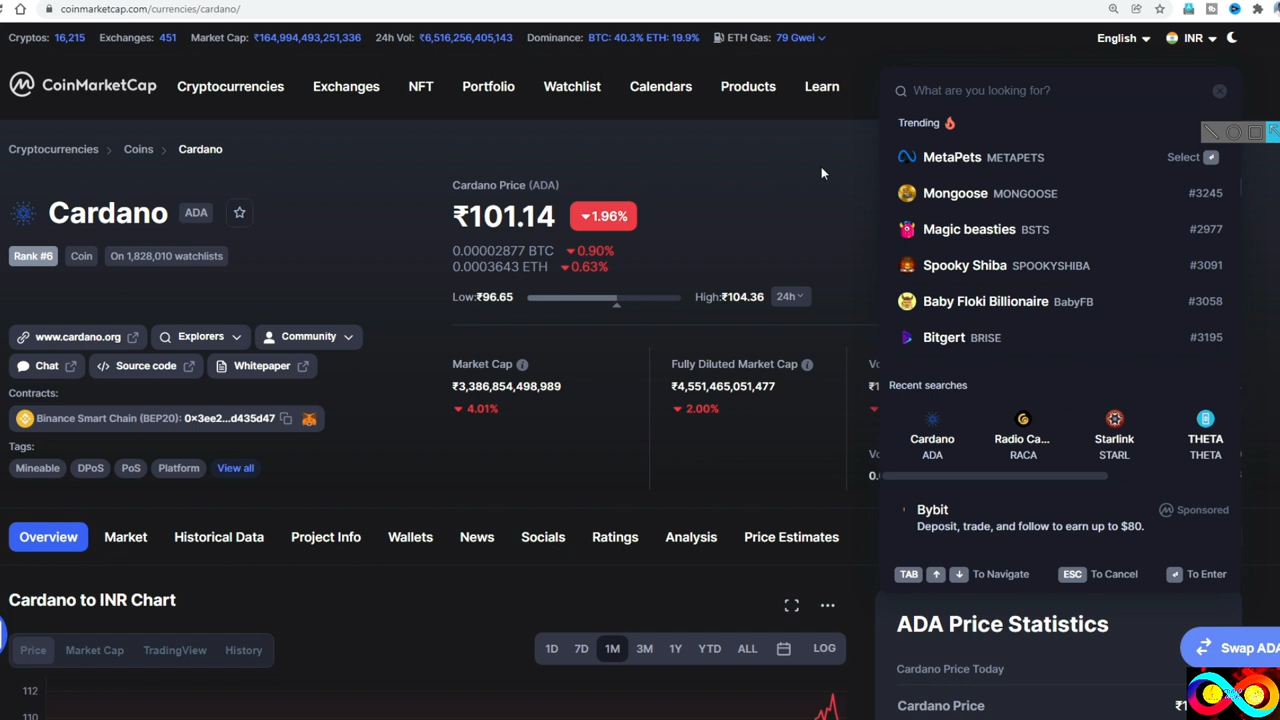 coinmarketcap.com/currencies/cardano/
Cryptos: 16,215 Exchanges: 451 Market Cap: ₹164,994,493,251,336 24h Vol: ₹6,516,256,405,143 Dominance: BTC: 40.3% ETH: 19.9% ETH Gas: 79 Gwei English INR
CoinMarketCap Cryptocurrencies Exchanges NFT Portfolio Watchlist Calendars Products Learn
What are you looking for?
Trending
MetaPets METAPETS Select
Mongoose MONGOOSE #3245
Magic beasties BSTS #2977
Spooky Shiba SPOOKYSHIBA #3091
Baby Floki Billionaire BabyFB #3058
Bitgert BRISE #3195
Recent searches
Cardano Radio Ca... Starlink THETA
ADA RACA STARL THETA
Bybit Sponsored
Deposit, trade, and follow to earn up to $80.
TAB To Navigate ESC To Cancel To Enter
Cryptocurrencies Coins Cardano
Cardano ADA
Rank #6 Coin On 1,828,010 watchlists
Cardano Price (ADA)
₹101.14 1.96%
0.00002877 BTC 0.90%
0.0003643 ETH 0.63%
Low:₹96.65 High:₹104.36 24h
www.cardano.org Explorers Community
Chat Source code Whitepaper
Contracts:
Binance Smart Chain (BEP20): 0x3ee2...d435d47
Tags:
Mineable DPoS PoS Platform View all
Market Cap Fully Diluted Market Cap
₹3,386,854,498,989 ₹4,551,465,051,477
4.01% 2.00%
Overview Market Historical Data Project Info Wallets News Socials Ratings Analysis Price Estimates
Cardano to INR Chart
Price Market Cap TradingView History 1D 7D 1M 3M 1Y YTD ALL LOG
112
110
ADA Price Statistics
Swap ADA
Cardano Price Today
Cardano Price